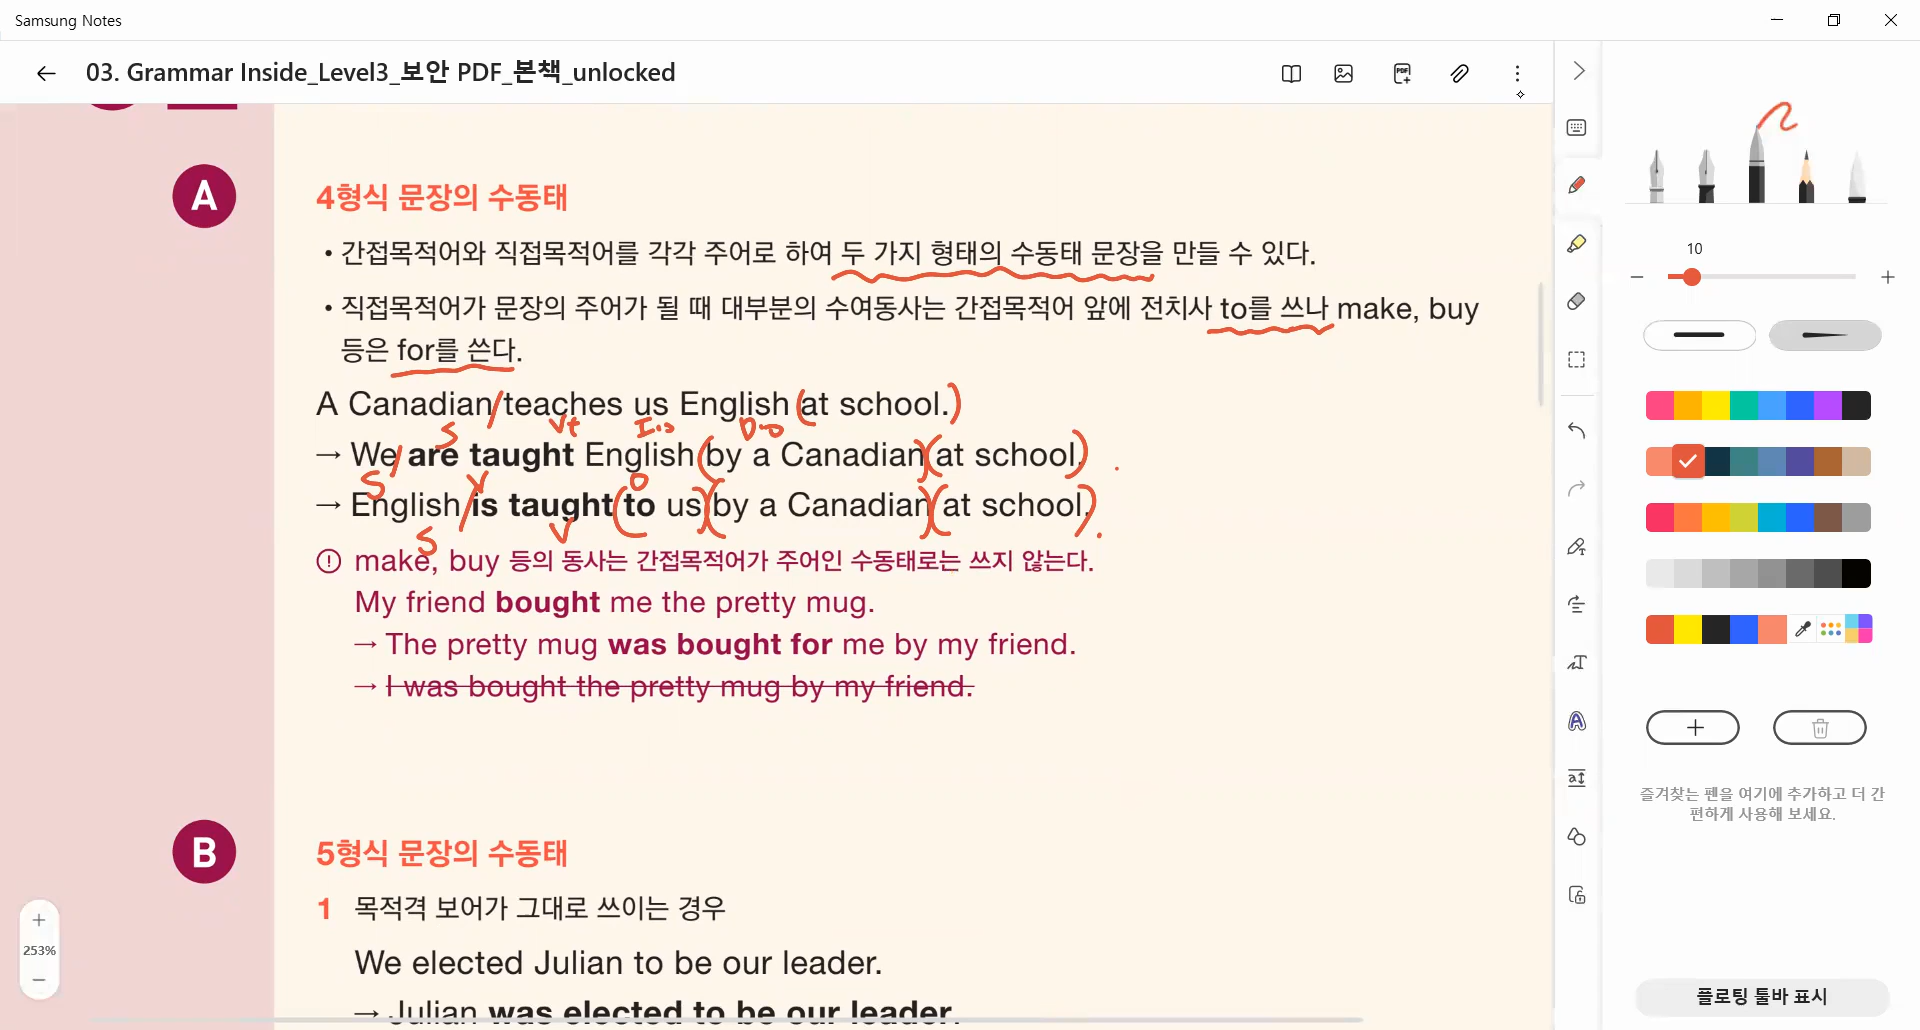 Samsung Notes
03. Grammar Inside_Level3_보안 PDF_본책_unlocked
A
4형식 문장의 수동태
• 간접목적어와 직접목적어를 각각 주어로 하여 두 가지 형태의 수동태 문장을 만들 수 있다.
• 직접목적어가 문장의 주어가 될 때 대부분의 수여동사는 간접목적어 앞에 전치사 to를 쓰나 make, buy
등은 for를 쓴다.
A Canadian/teaches us English (at school.)
S Vt I.O D.O
→ We/ are taught English (by a Canadian)(at school).
S V O
→ English/is taught (to us)(by a Canadian)(at school.)
S V
! make, buy 등의 동사는 간접목적어가 주어인 수동태로는 쓰지 않는다.
My friend bought me the pretty mug.
→ The pretty mug was bought for me by my friend.
→ I was bought the pretty mug by my friend.
B
5형식 문장의 수동태
1 목적격 보어가 그대로 쓰이는 경우
We elected Julian to be our leader.
→ Julian was elected to be our leader.
253%
10
즐겨찾는 펜을 여기에 추가하고 더 간
편하게 사용해 보세요.
플로팅 툴바 표시